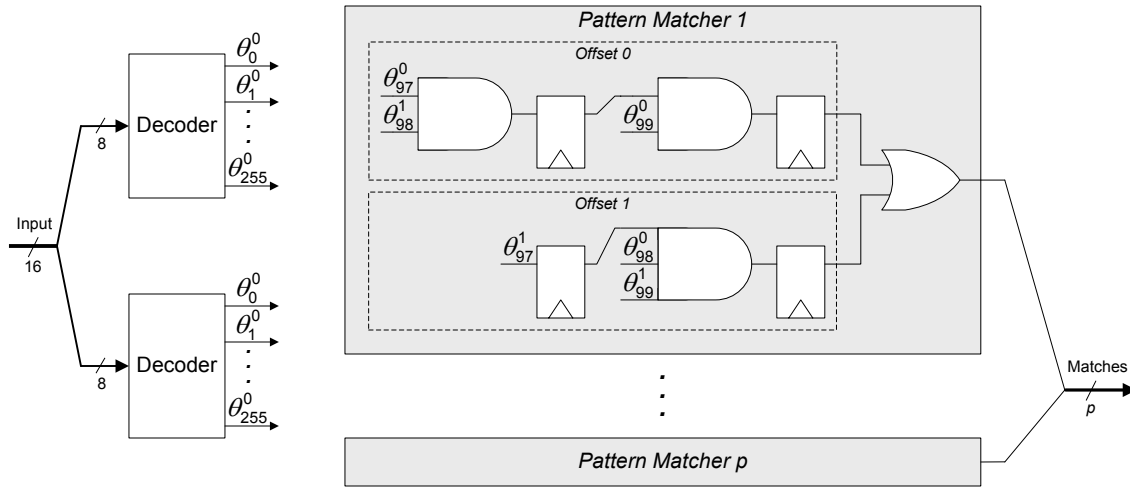 Input
16
8
8
Decoder
θ₀⁰
θ₁⁰
θ₂₅₅⁰
Decoder
θ₀⁰
θ₁⁰
θ₂₅₅⁰
Pattern Matcher 1
Offset 0
θ₉₇⁰
θ₉₈¹
θ₉₉⁰
Offset 1
θ₉₇¹
θ₉₈⁰
θ₉₉¹
Pattern Matcher p
Matches
p